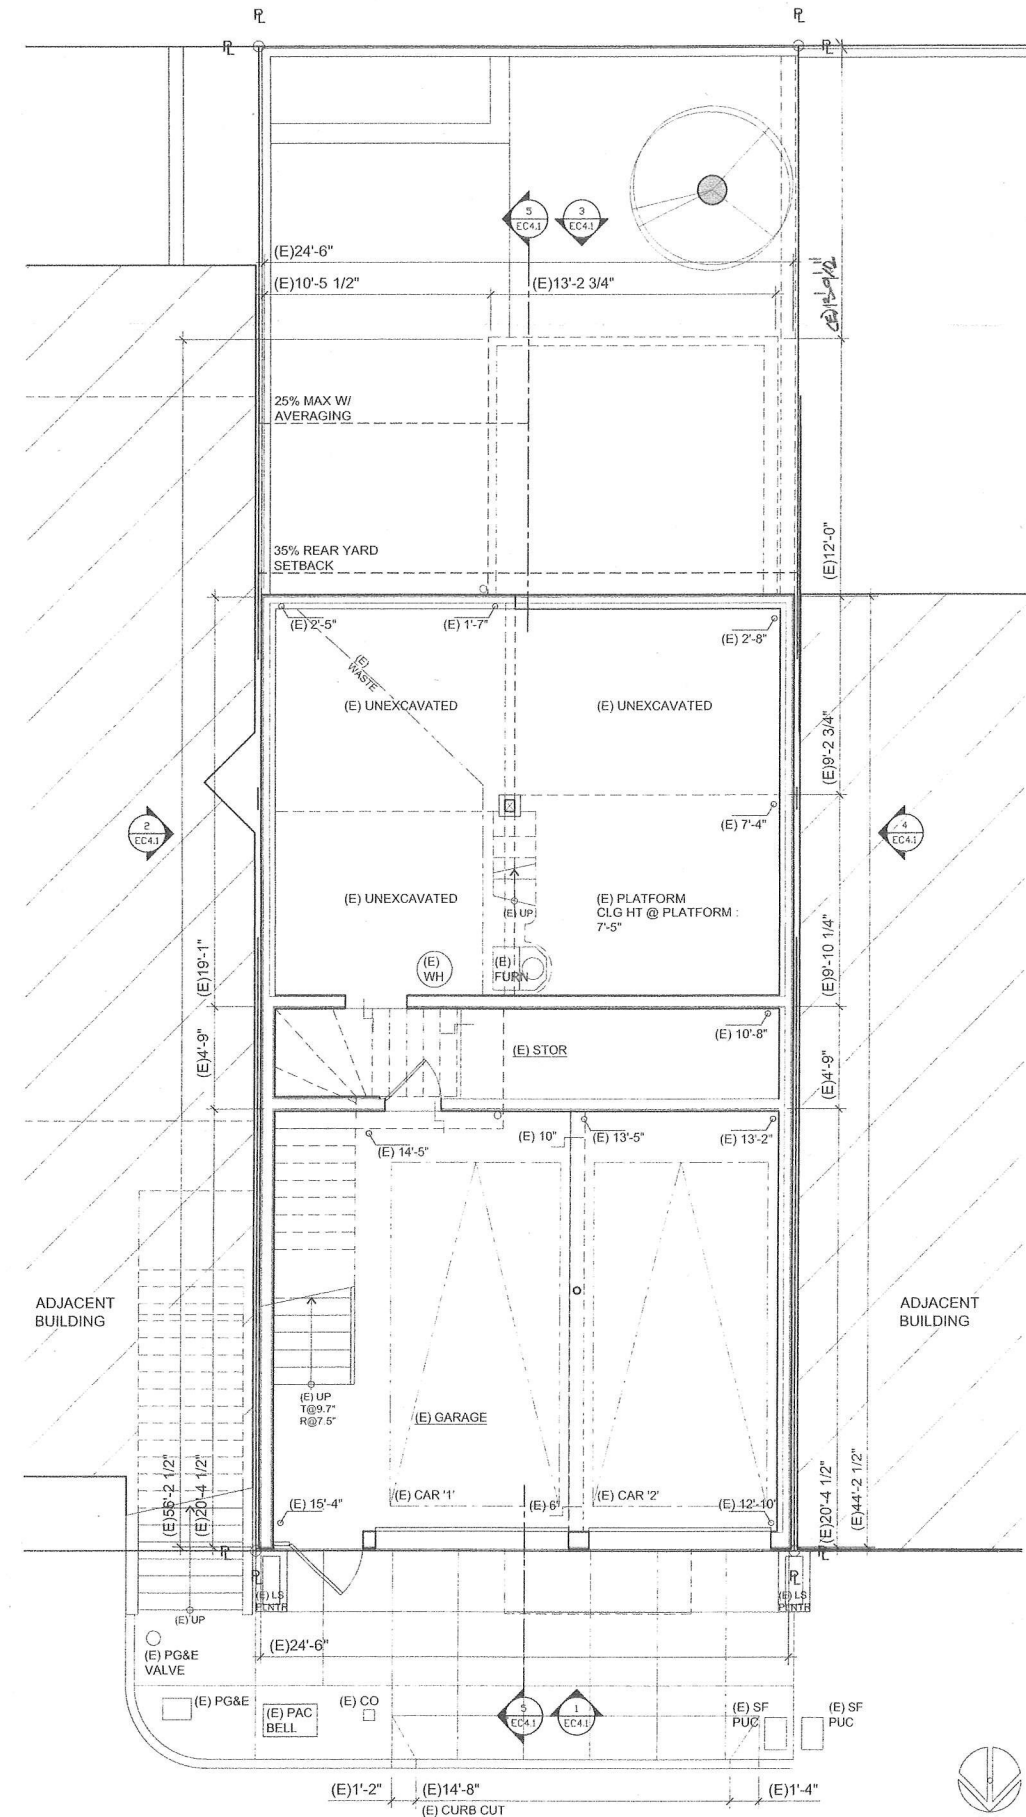 PL
PL
PL
PL
5
EC4.1
3
EC4.1
(E)24'-6"
(E)10'-5 1/2"
(E)13'-2 3/4"
25% MAX W/
AVERAGING
(E)12'-0"
35% REAR YARD
SETBACK
(E) 2'-5"
(E) 1'-7"
(E) 2'-8"
(E)
WASTE
(E) UNEXCAVATED
(E) UNEXCAVATED
(E)9'-2 3/4"
2
EC4.1
(E) 7'-4"
4
EC4.1
(E) UNEXCAVATED
(E) UP
(E) PLATFORM
CLG HT @ PLATFORM :
7'-5"
(E)19'-1"
(E)
WH
(E)
FURN
(E)9'-10 1/4"
(E) 10'-8"
(E) STOR
(E)4'-9"
(E)4'-9"
(E) 10"
(E) 13'-5"
(E) 13'-2"
(E) 14'-5"
ADJACENT
BUILDING
ADJACENT
BUILDING
(E) UP
T@9.7"
R@7.5"
(E) GARAGE
(E)56'-2 1/2"
(E)20'-4 1/2"
(E) 15'-4"
(E) CAR '1'
(E) 6"
(E) CAR '2'
(E) 12'-10"
(E)20'-4 1/2"
(E)44'-2 1/2"
PL
PL
PL
PL
(E) LS
PLNTR
(E) LS
PLNTR
(E) UP
(E) PG&E
VALVE
(E)24'-6"
(E) PG&E
(E) PAC
BELL
(E) CO
5
EC4.1
1
EC4.1
(E) SF
PUC
(E) SF
PUC
(E)1'-2"
(E)14'-8"
(E) CURB CUT
(E)1'-4"